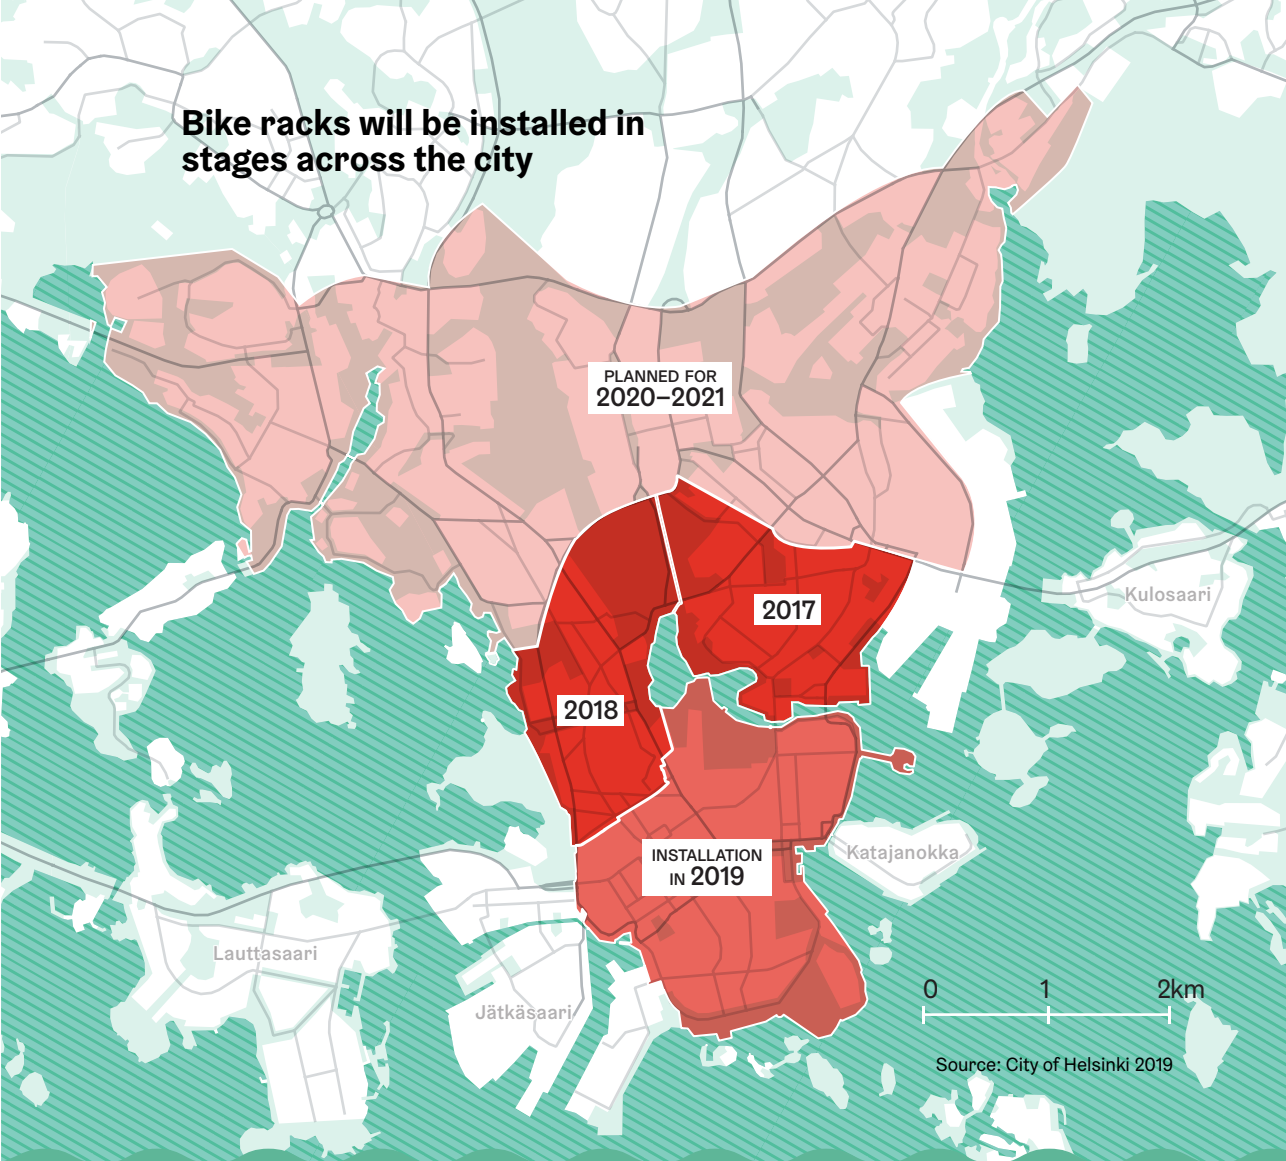 Bike racks will be installed in
stages across the city
PLANNED FOR
2020–2021
2017
Kulosaari
2018
INSTALLATION
IN 2019
Katajanokka
Lauttasaari
Jätkäsaari
0 1 2km
Source: City of Helsinki 2019